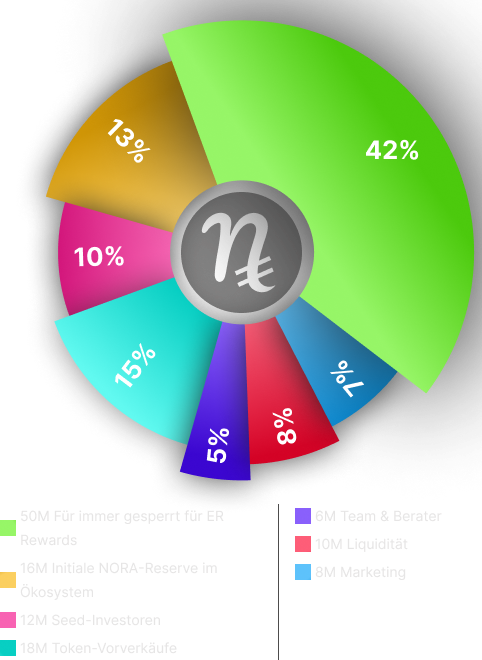 42%
13%
10%
15%
5%
8%
7%
50M Für immer gesperrt für ER
Rewards
16M Initiale NORA-Reserve im
Ökosystem
12M Seed-Investoren
18M Token-Vorverkäufe
6M Team & Berater
10M Liquidität
8M Marketing